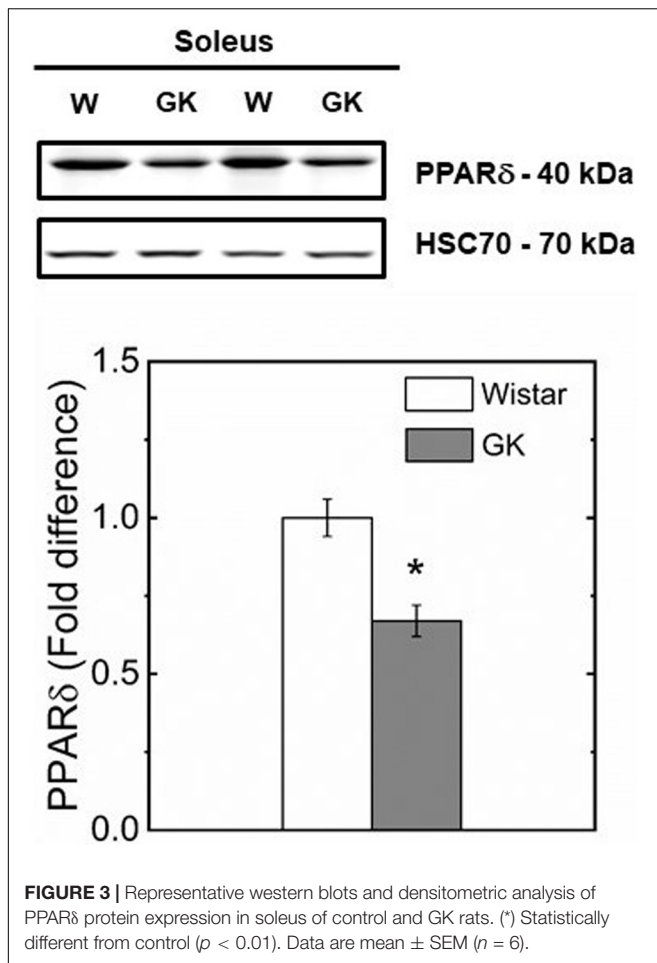 Soleus
W GK W GK
PPARδ - 40 kDa
HSC70 - 70 kDa
PPARδ (Fold difference)
1.5
1.0
0.5
0.0
Wistar
GK
*
FIGURE 3 | Representative western blots and densitometric analysis of
PPARδ protein expression in soleus of control and GK rats. (*) Statistically
different from control (p < 0.01). Data are mean ± SEM (n = 6).